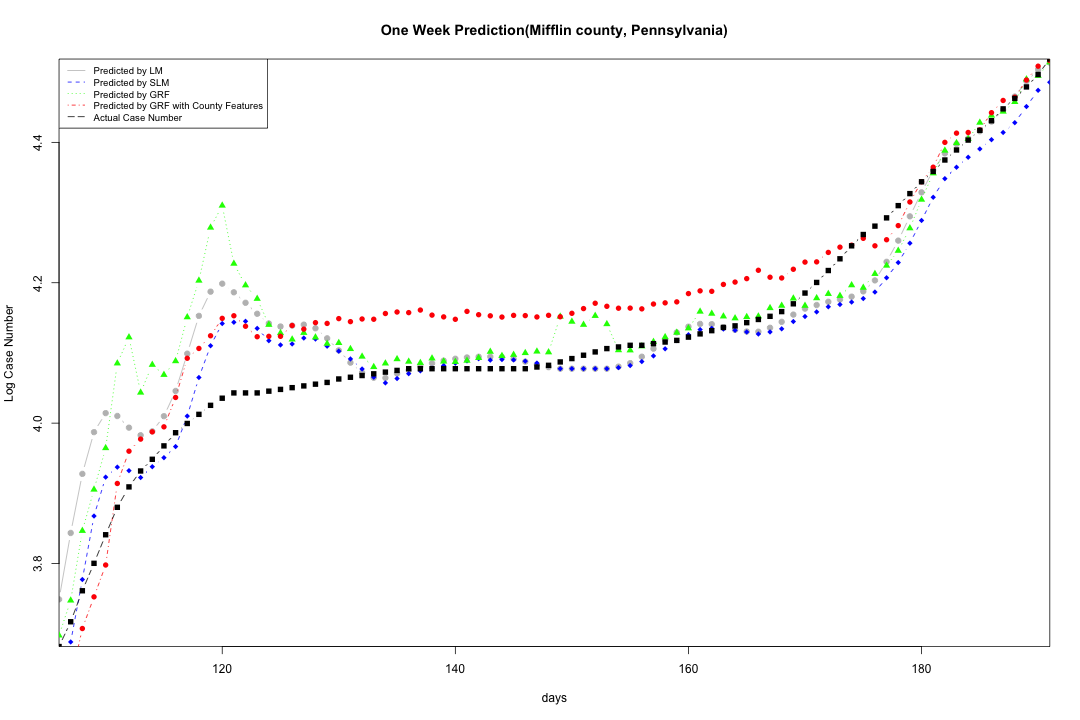 One Week Prediction(Mifflin county, Pennsylvania)
Predicted by LM
Predicted by SLM
Predicted by GRF
Predicted by GRF with County Features
Actual Case Number
Log Case Number
4.4
4.2
4.0
3.8
120 140 160 180
days